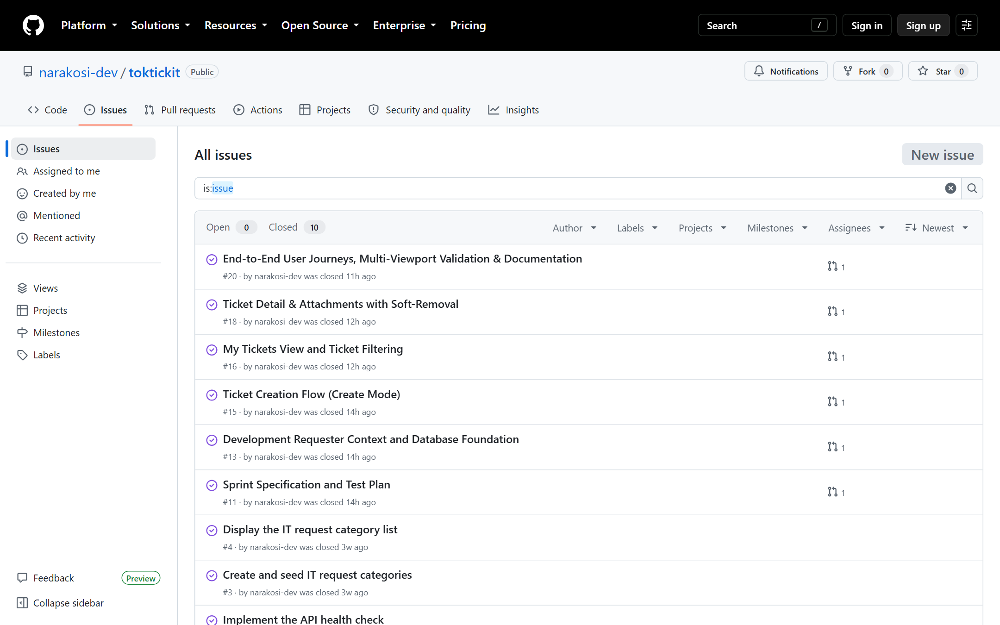 Platform
Solutions
Resources
Open Source
Enterprise
Pricing
Search /
Sign in
Sign up
narakosi-dev / toktickit Public
Notifications
Fork 0
Star 0
Code
Issues
Pull requests
Actions
Projects
Security and quality
Insights
Issues
Assigned to me
Created by me
Mentioned
Recent activity
Views
Projects
Milestones
Labels
Feedback Preview
Collapse sidebar
All issues
New issue
is:issue
Open 0 Closed 10
Author Labels Projects Milestones Assignees Newest
End-to-End User Journeys, Multi-Viewport Validation & Documentation
#20 · by narakosi-dev was closed 11h ago
1
Ticket Detail & Attachments with Soft-Removal
#18 · by narakosi-dev was closed 12h ago
1
My Tickets View and Ticket Filtering
#16 · by narakosi-dev was closed 12h ago
1
Ticket Creation Flow (Create Mode)
#15 · by narakosi-dev was closed 14h ago
1
Development Requester Context and Database Foundation
#13 · by narakosi-dev was closed 14h ago
1
Sprint Specification and Test Plan
#11 · by narakosi-dev was closed 14h ago
1
Display the IT request category list
#4 · by narakosi-dev was closed 3w ago
Create and seed IT request categories
#3 · by narakosi-dev was closed 3w ago
Implement the API health check